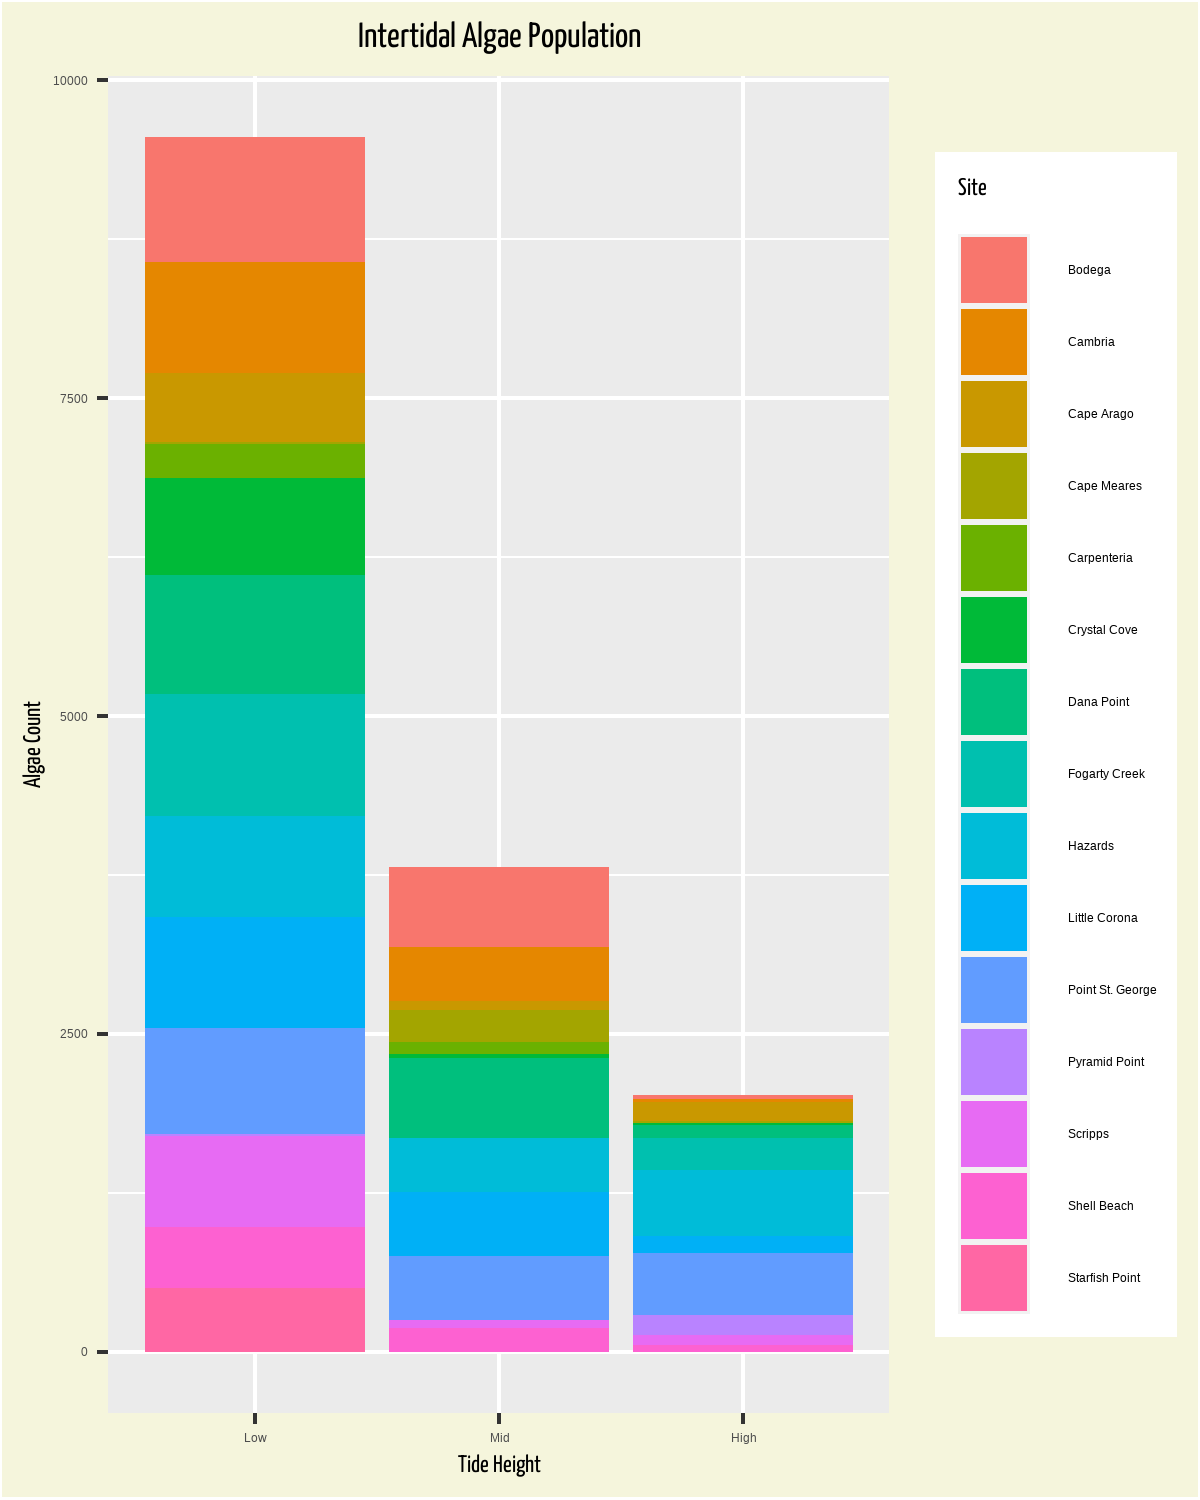 Intertidal Algae Population
10000
7500
5000
2500
0
Algae Count
Low Mid High
Tide Height
Site
Bodega
Cambria
Cape Arago
Cape Meares
Carpenteria
Crystal Cove
Dana Point
Fogarty Creek
Hazards
Little Corona
Point St. George
Pyramid Point
Scripps
Shell Beach
Starfish Point